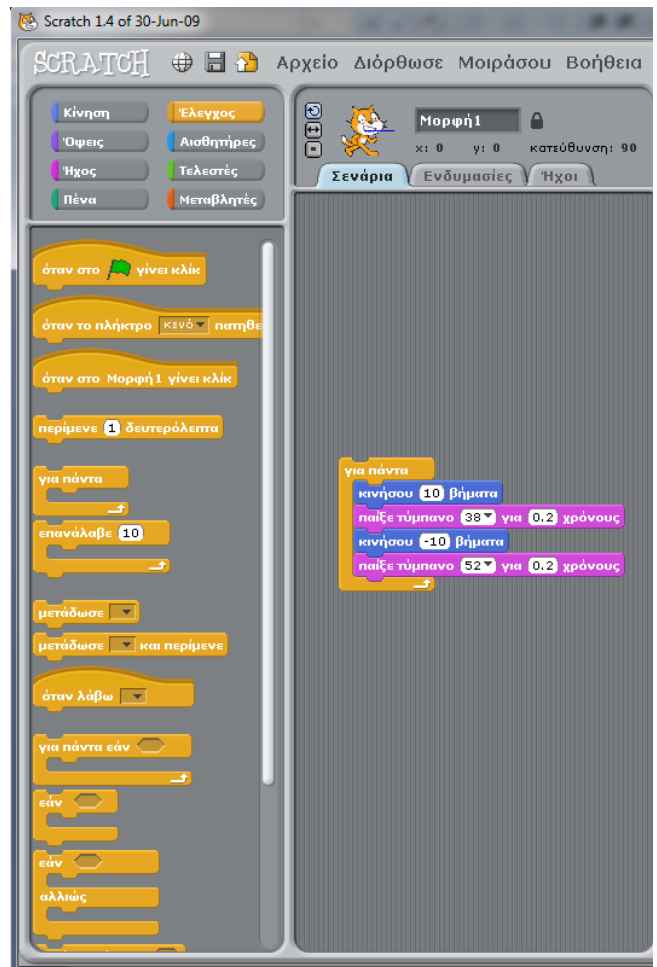 Scratch 1.4 of 30-Jun-09
SCRATCH Αρχείο Διόρθωσε Μοιράσου Βοήθεια
Κίνηση Έλεγχος
Όψεις Αισθητήρες
Ήχος Τελεστές
Πένα Μεταβλητές
Μορφή1
x: 0 y: 0 κατεύθυνση: 90
Σενάρια Ενδυμασίες Ήχοι
όταν στο γίνει κλίκ
όταν το πλήκτρο κενό πατηθε
όταν στο Μορφή1 γίνει κλίκ
περίμενε 1 δευτερόλεπτα
για πάντα
επανάλαβε 10
μετάδωσε
μετάδωσε και περίμενε
όταν λάβω
για πάντα εάν
εάν
εάν
αλλιώς
για πάντα
κινήσου 10 βήματα
παίξε τύμπανο 38 για 0.2 χρόνους
κινήσου -10 βήματα
παίξε τύμπανο 52 για 0.2 χρόνους